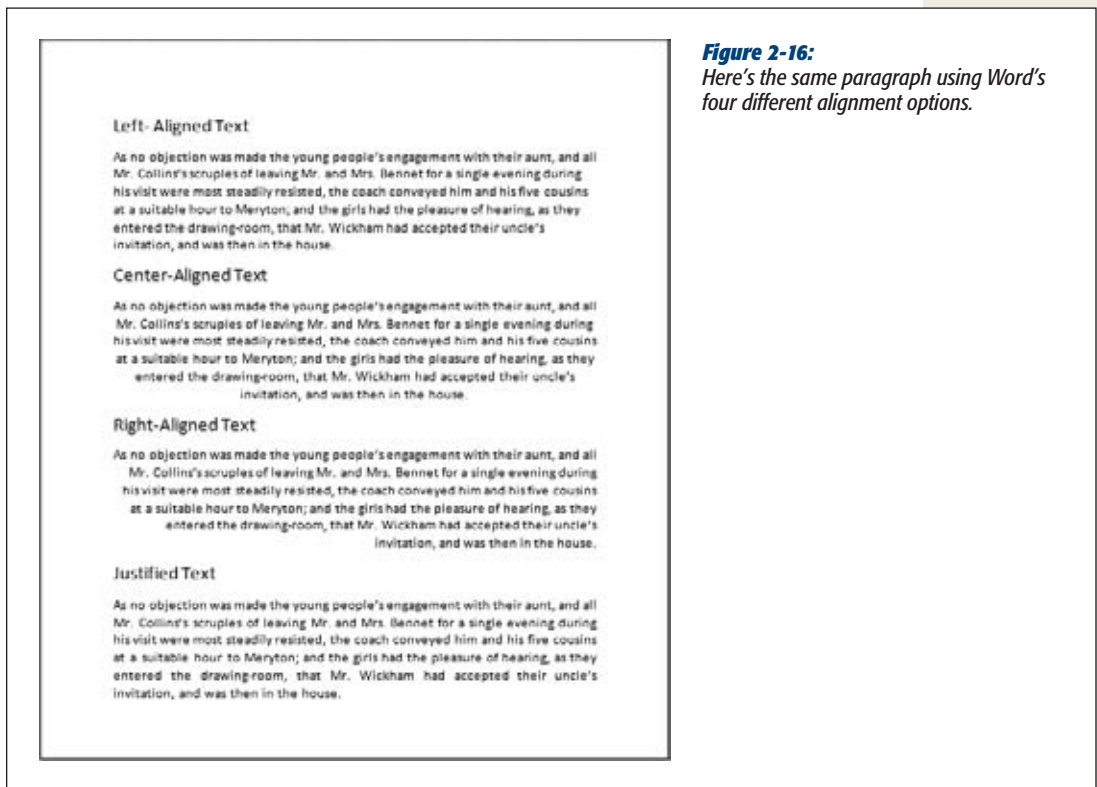 Left- Aligned Text
As no objection was made the young people's engagement with their aunt, and all
Mr. Collins's scruples of leaving Mr. and Mrs. Bennet for a single evening during
his visit were most steadily resisted, the coach conveyed him and his five cousins
at a suitable hour to Meryton; and the girls had the pleasure of hearing, as they
entered the drawing-room, that Mr. Wickham had accepted their uncle's
invitation, and was then in the house.
Center-Aligned Text
As no objection was made the young people's engagement with their aunt, and all
Mr. Collins's scruples of leaving Mr. and Mrs. Bennet for a single evening during
his visit were most steadily resisted, the coach conveyed him and his five cousins
at a suitable hour to Meryton; and the girls had the pleasure of hearing, as they
entered the drawing-room, that Mr. Wickham had accepted their uncle's
invitation, and was then in the house.
Right-Aligned Text
As no objection was made the young people's engagement with their aunt, and all
Mr. Collins's scruples of leaving Mr. and Mrs. Bennet for a single evening during
his visit were most steadily resisted, the coach conveyed him and his five cousins
at a suitable hour to Meryton; and the girls had the pleasure of hearing, as they
entered the drawing-room, that Mr. Wickham had accepted their uncle's
invitation, and was then in the house.
Justified Text
As no objection was made the young people's engagement with their aunt, and all
Mr. Collins's scruples of leaving Mr. and Mrs. Bennet for a single evening during
his visit were most steadily resisted, the coach conveyed him and his five cousins
at a suitable hour to Meryton; and the girls had the pleasure of hearing, as they
entered the drawing-room, that Mr. Wickham had accepted their uncle's
invitation, and was then in the house.
Figure 2-16:
Here's the same paragraph using Word's
four different alignment options.